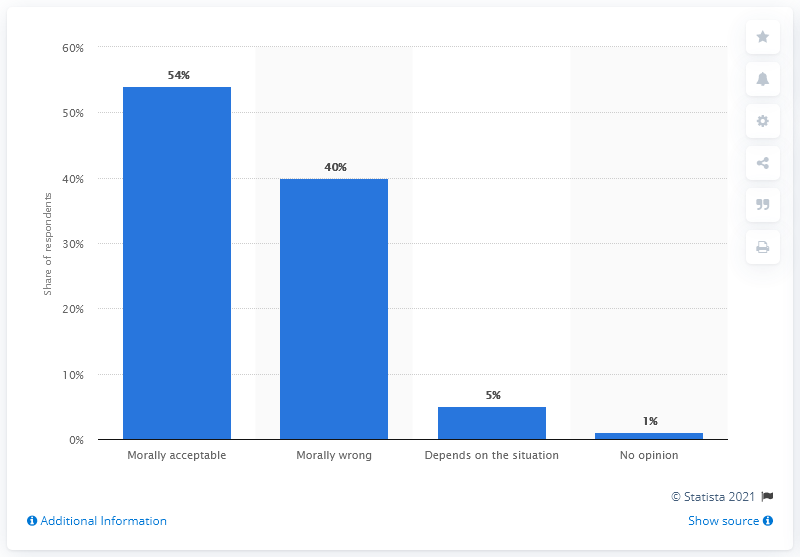 60%
54%
50%
40%
40%
30%
20%
10%
5%
1%
0%
Share of respondents
Morally acceptable
Morally wrong
Depends on the situation
No opinion
© Statista 2021
Additional Information
Show source